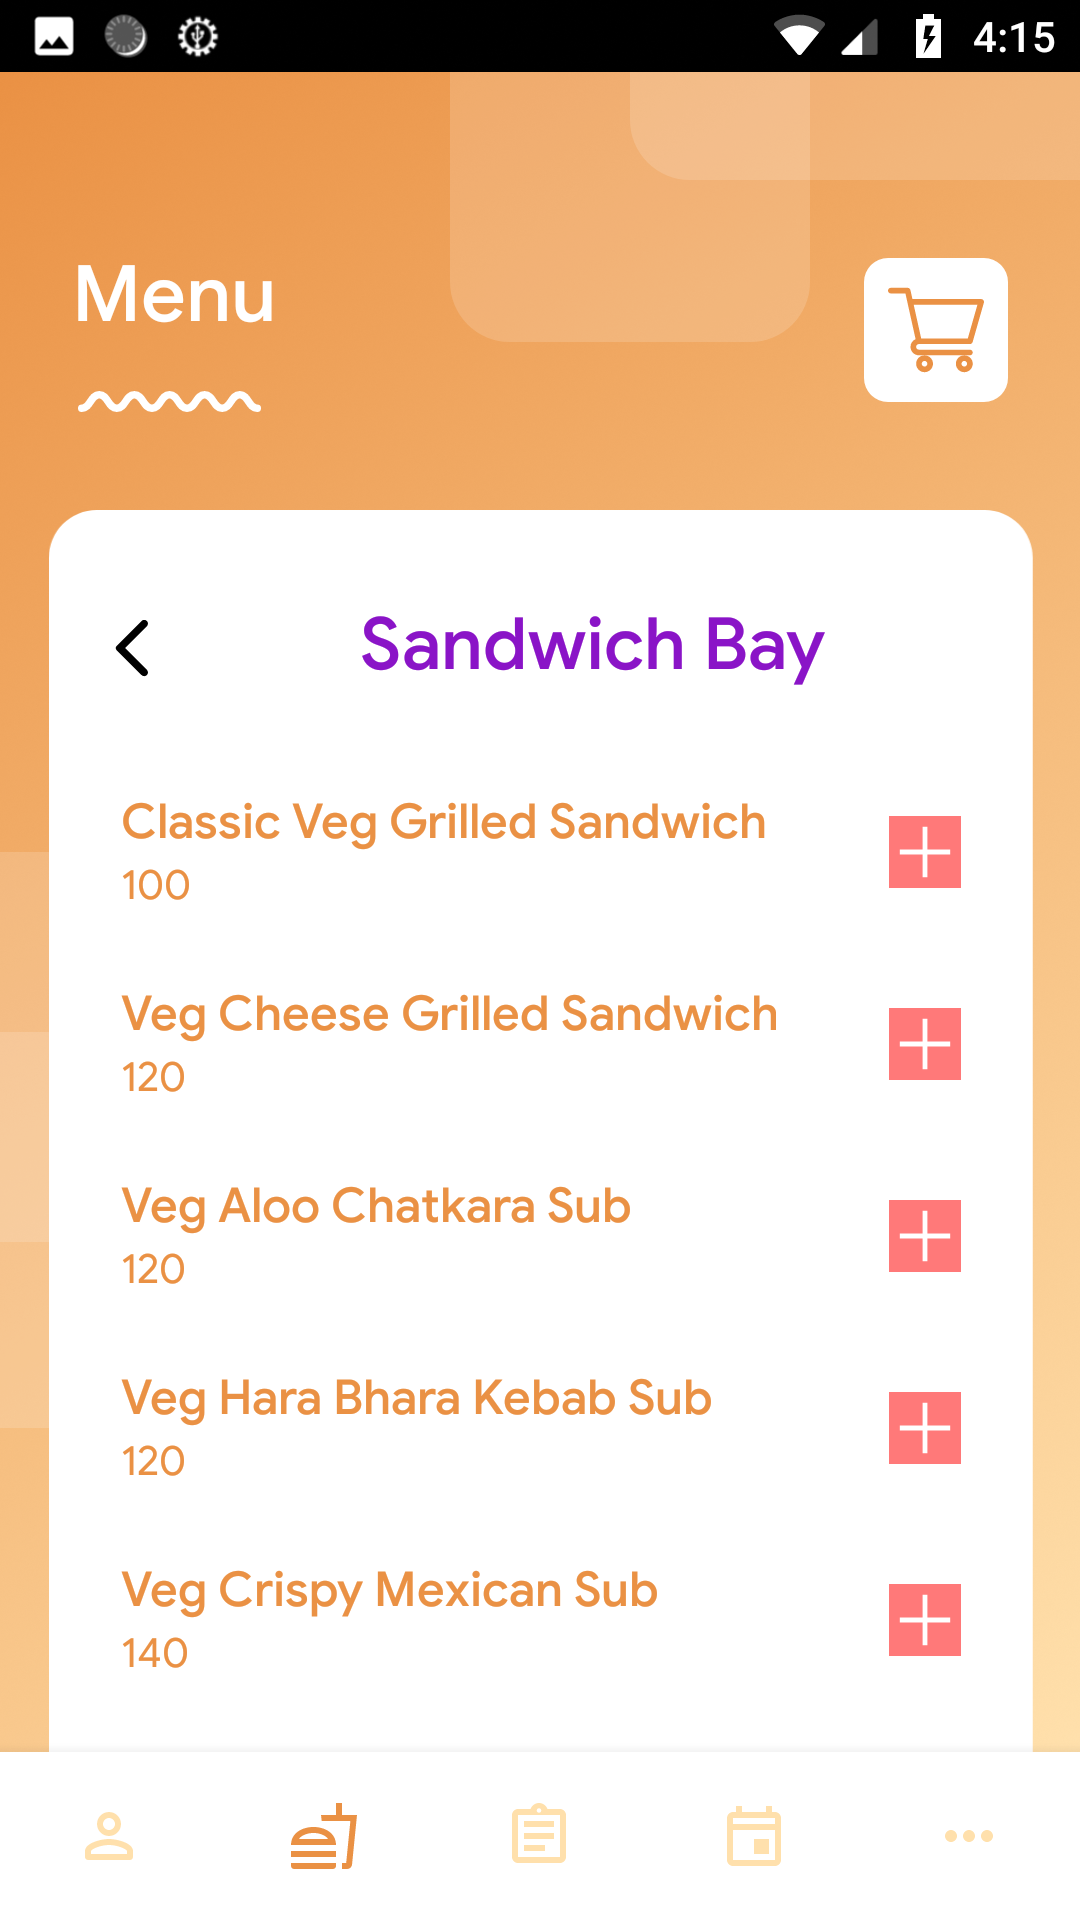 4:15
Menu
Sandwich Bay
Classic Veg Grilled Sandwich
100
Veg Cheese Grilled Sandwich
120
Veg Aloo Chatkara Sub
120
Veg Hara Bhara Kebab Sub
120
Veg Crispy Mexican Sub
140